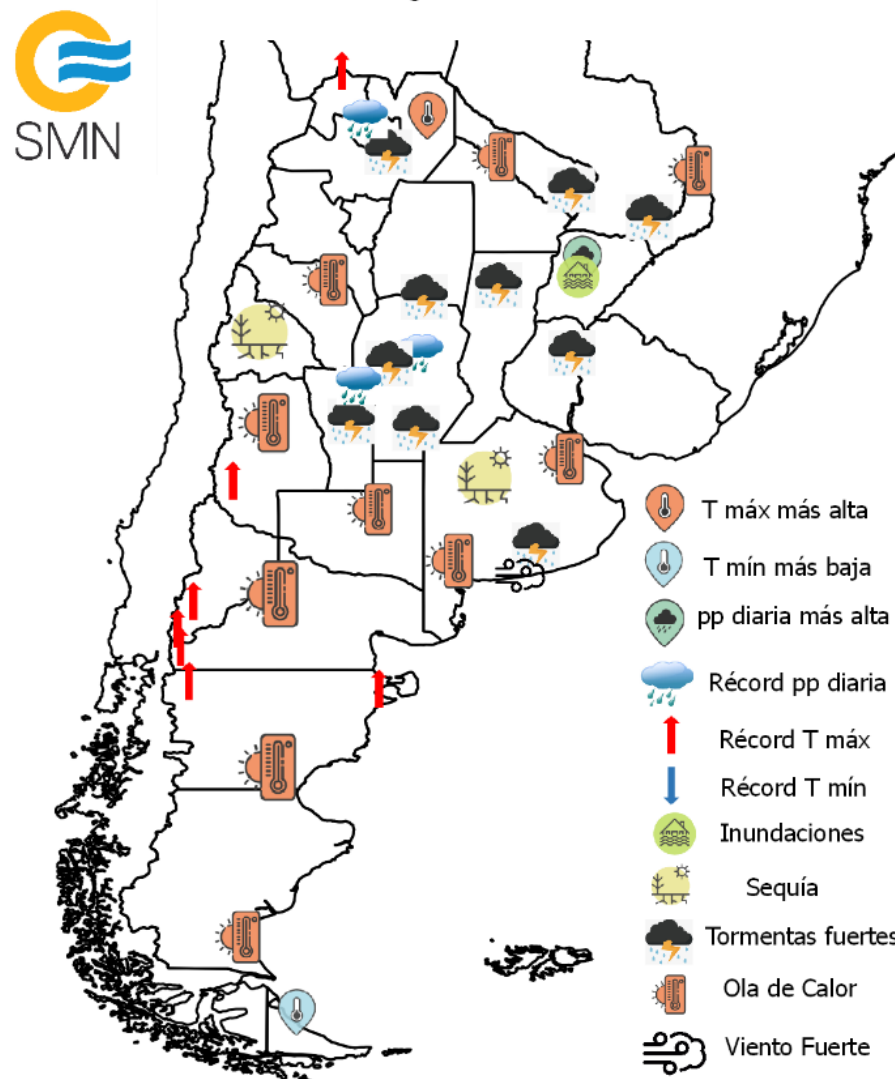 SMN
T máx más alta
T mín más baja
pp diaria más alta
Récord pp diaria
Récord T máx
Récord T mín
Inundaciones
Sequía
Tormentas fuertes
Ola de Calor
Viento Fuerte